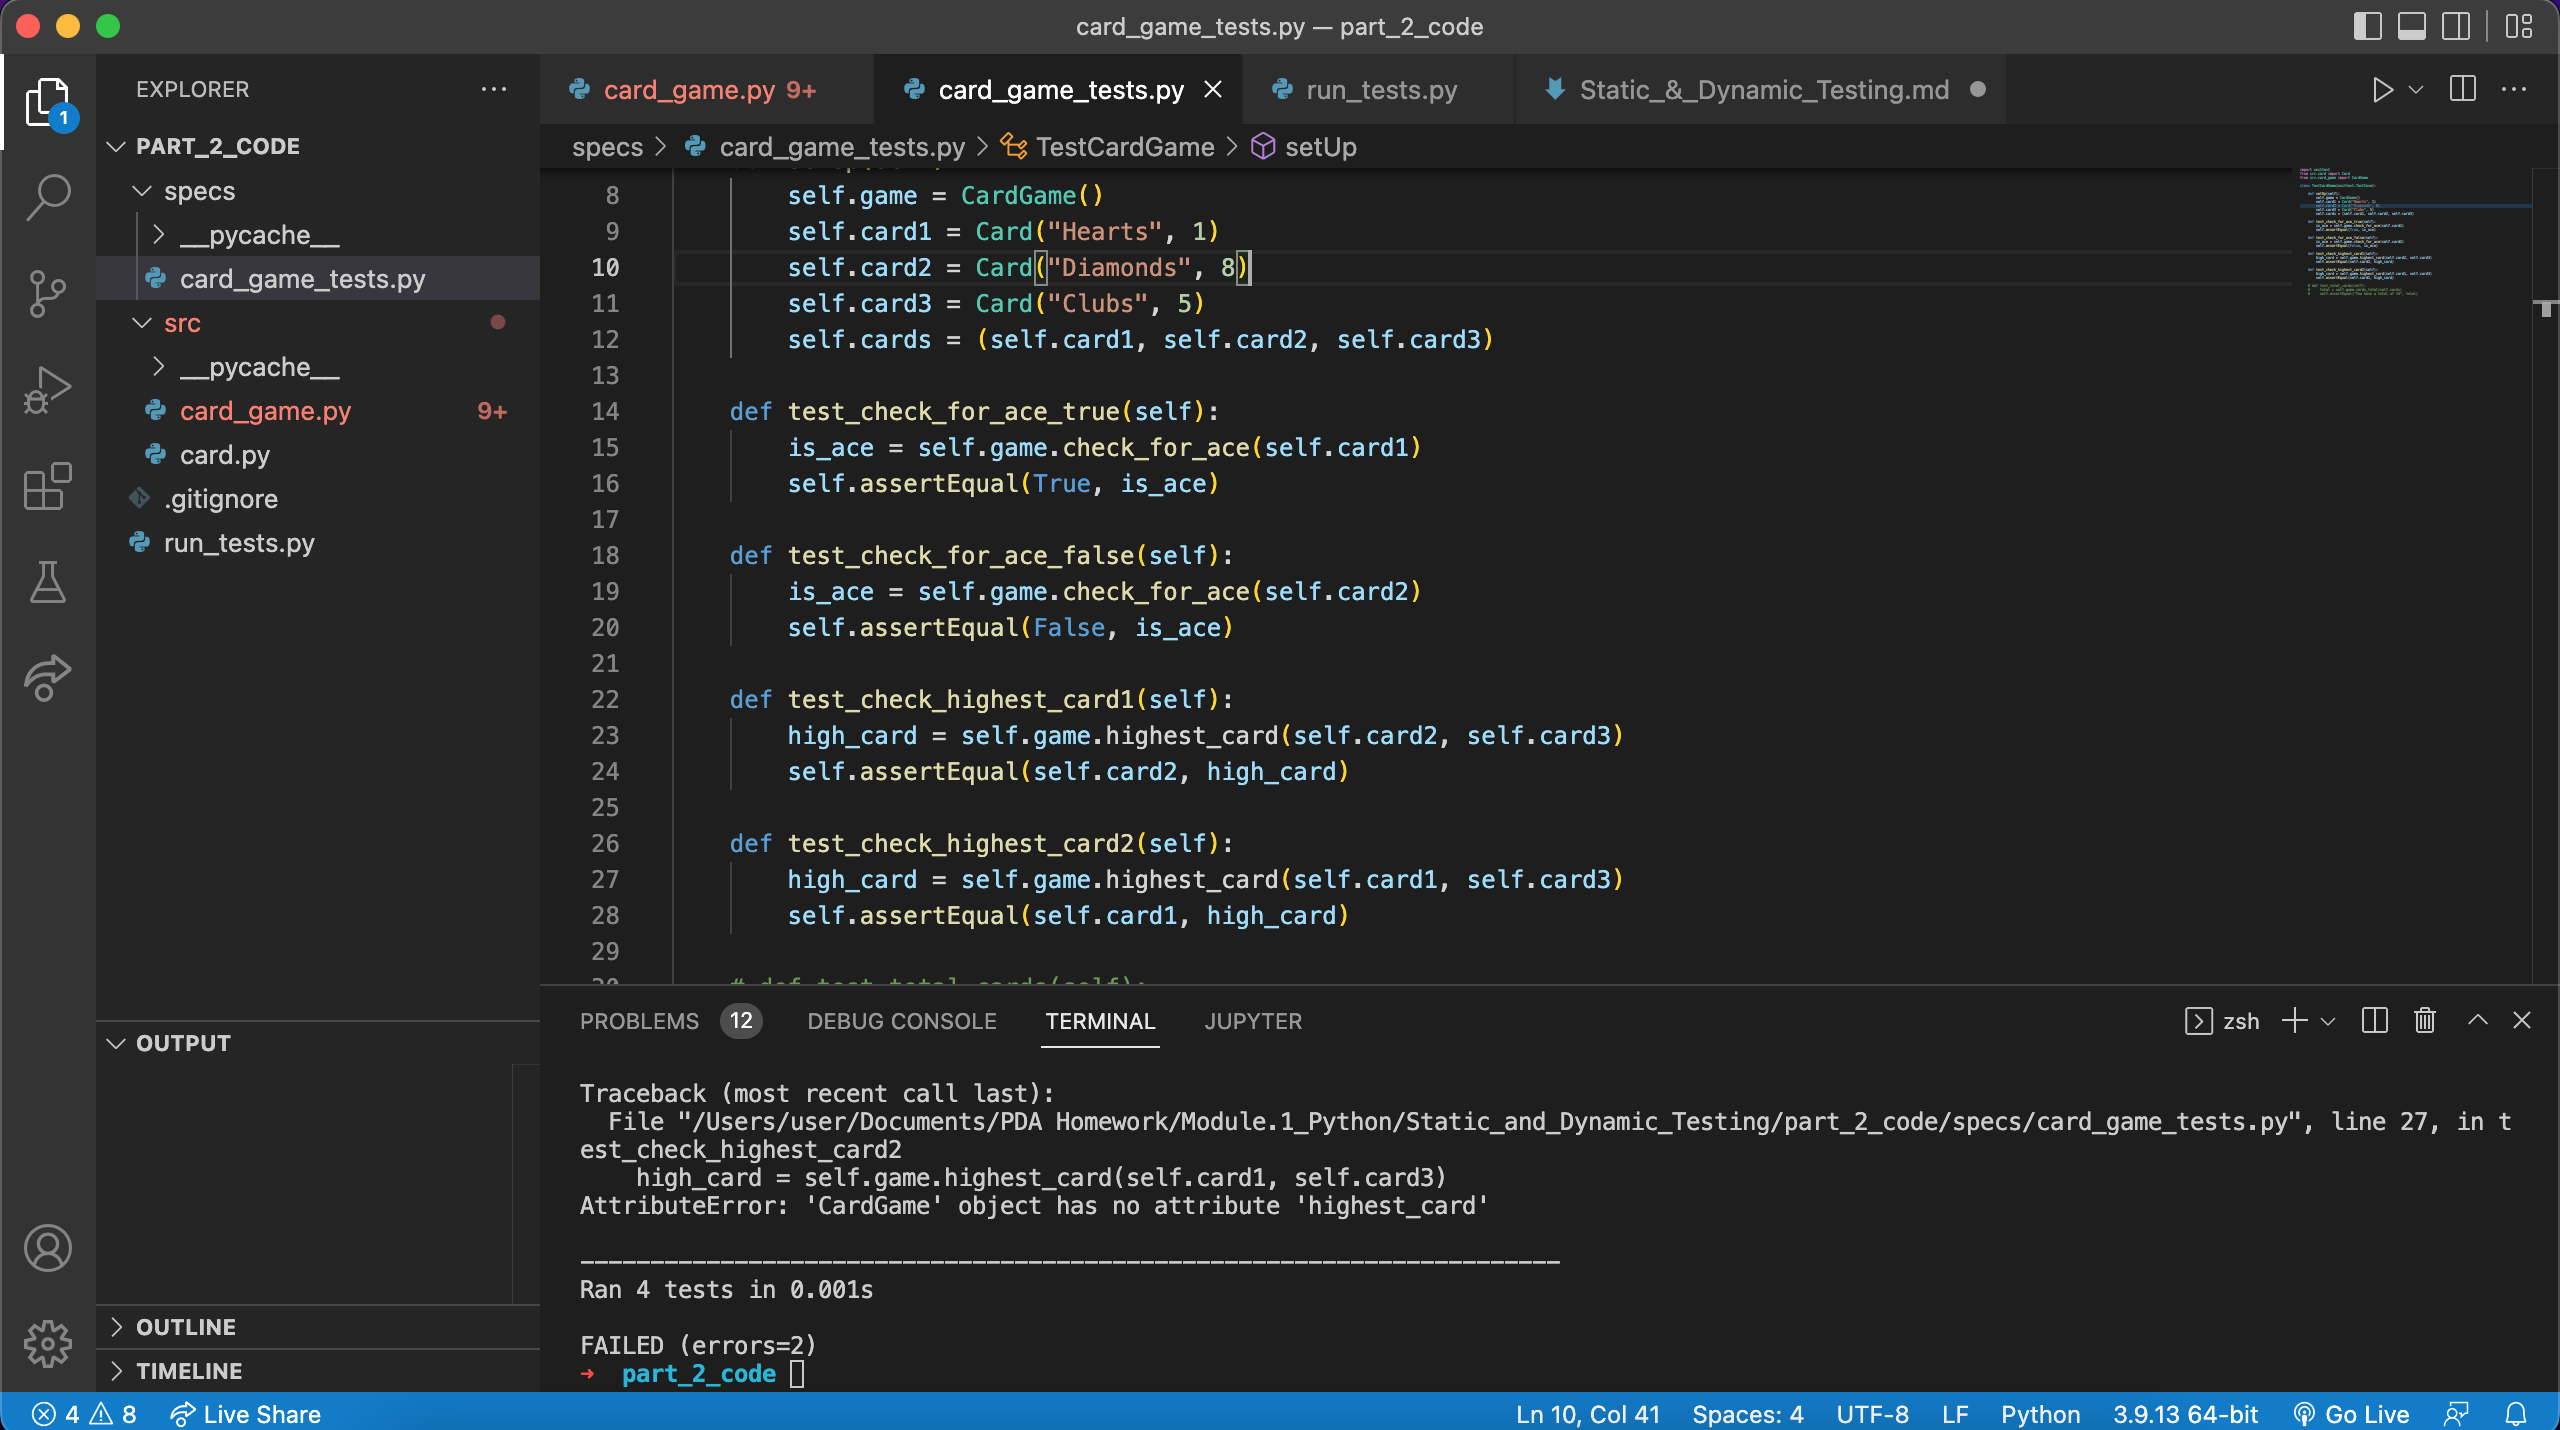 card_game_tests.py — part_2_code
EXPLORER
card_game.py 9+
card_game_tests.py
run_tests.py
Static_&_Dynamic_Testing.md
1
PART_2_CODE
specs
__pycache__
card_game_tests.py
src
__pycache__
card_game.py 9+
card.py
.gitignore
run_tests.py
OUTPUT
OUTLINE
TIMELINE
specs > card_game_tests.py > TestCardGame > setUp
8 self.game = CardGame()
9 self.card1 = Card("Hearts", 1)
10 self.card2 = Card("Diamonds", 8)
11 self.card3 = Card("Clubs", 5)
12 self.cards = (self.card1, self.card2, self.card3)
13
14 def test_check_for_ace_true(self):
15 is_ace = self.game.check_for_ace(self.card1)
16 self.assertEqual(True, is_ace)
17
18 def test_check_for_ace_false(self):
19 is_ace = self.game.check_for_ace(self.card2)
20 self.assertEqual(False, is_ace)
21
22 def test_check_highest_card1(self):
23 high_card = self.game.highest_card(self.card2, self.card3)
24 self.assertEqual(self.card2, high_card)
25
26 def test_check_highest_card2(self):
27 high_card = self.game.highest_card(self.card1, self.card3)
28 self.assertEqual(self.card1, high_card)
29
# def test_total_cards(self):
PROBLEMS 12 DEBUG CONSOLE TERMINAL JUPYTER
zsh
Traceback (most recent call last):
File "/Users/user/Documents/PDA Homework/Module.1_Python/Static_and_Dynamic_Testing/part_2_code/specs/card_game_tests.py", line 27, in t
est_check_highest_card2
high_card = self.game.highest_card(self.card1, self.card3)
AttributeError: 'CardGame' object has no attribute 'highest_card'
----------------------------------------------------------------------
Ran 4 tests in 0.001s
FAILED (errors=2)
➜ part_2_code
4 8 Live Share
Ln 10, Col 41 Spaces: 4 UTF-8 LF Python 3.9.13 64-bit Go Live